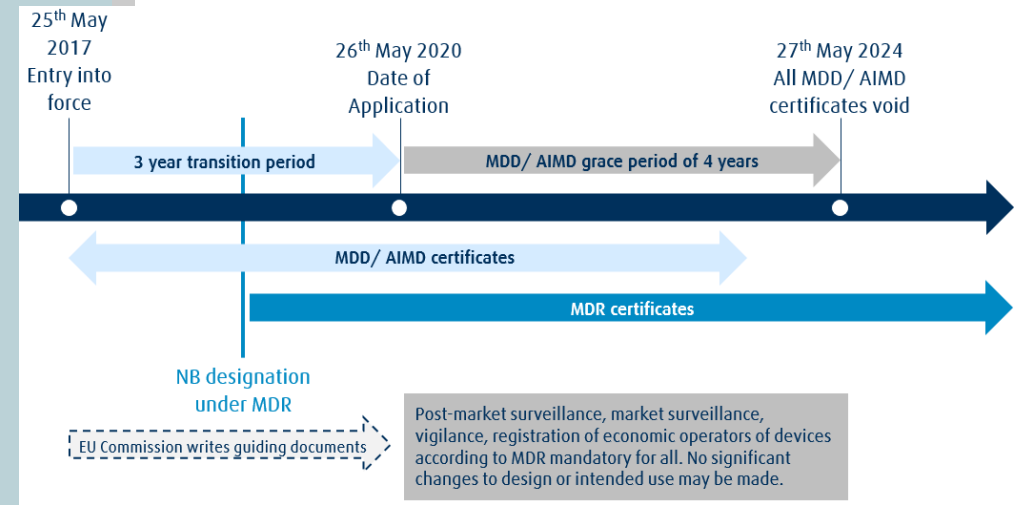 25th May
2017
Entry into
force
26th May 2020
Date of
Application
27th May 2024
All MDD/ AIMD
certificates void
3 year transition period
MDD/ AIMD grace period of 4 years
MDD/ AIMD certificates
MDR certificates
NB designation
under MDR
EU Commission writes guiding documents
Post-market surveillance, market surveillance,
vigilance, registration of economic operators of devices
according to MDR mandatory for all. No significant
changes to design or intended use may be made.